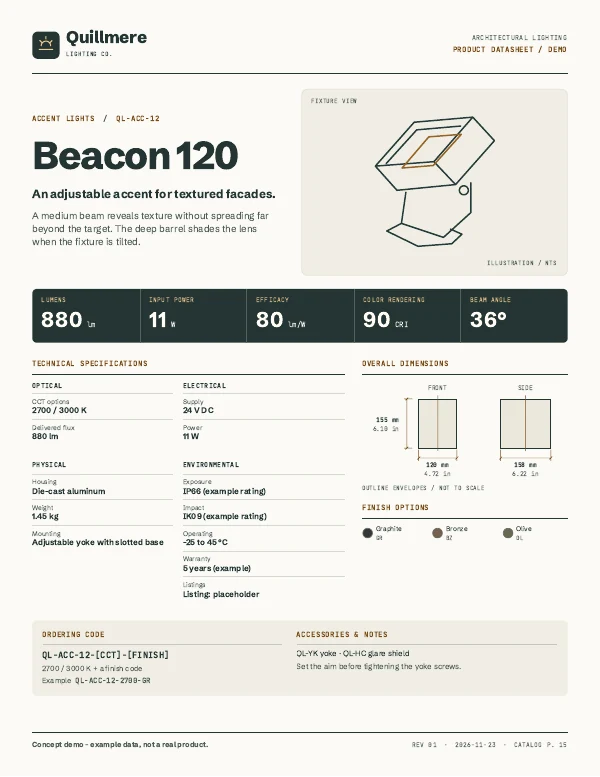 Quillmere
LIGHTING CO.
ARCHITECTURAL LIGHTING
PRODUCT DATASHEET / DEMO
ACCENT LIGHTS / QL-ACC-12
Beacon 120
An adjustable accent for textured facades.
A medium beam reveals texture without spreading far
beyond the target. The deep barrel shades the lens
when the fixture is tilted.
FIXTURE VIEW
ILLUSTRATION / NTS
LUMENS
880 lm
INPUT POWER
11 W
EFFICACY
80 lm/W
COLOR RENDERING
90 CRI
BEAM ANGLE
36°
TECHNICAL SPECIFICATIONS
OPTICAL
CCT options
2700 / 3000 K
Delivered flux
880 lm
ELECTRICAL
Supply
24 V DC
Power
11 W
PHYSICAL
Housing
Die-cast aluminum
Weight
1.45 kg
Mounting
Adjustable yoke with slotted base
ENVIRONMENTAL
Exposure
IP66 (example rating)
Impact
IK09 (example rating)
Operating
-25 to 45 °C
Warranty
5 years (example)
Listings
Listing: placeholder
OVERALL DIMENSIONS
FRONT
SIDE
155 mm
6.10 in
120 mm
4.72 in
158 mm
6.22 in
OUTLINE ENVELOPES / NOT TO SCALE
FINISH OPTIONS
Graphite
GR
Bronze
BZ
Olive
OL
ORDERING CODE
QL-ACC-12-[CCT]-[FINISH]
2700 / 3000 K + a finish code
Example QL-ACC-12-2700-GR
ACCESSORIES & NOTES
QL-YK yoke · QL-HC glare shield
Set the aim before tightening the yoke screws.
Concept demo - example data, not a real product.
REV 01 · 2026-11-23 · CATALOG P. 15